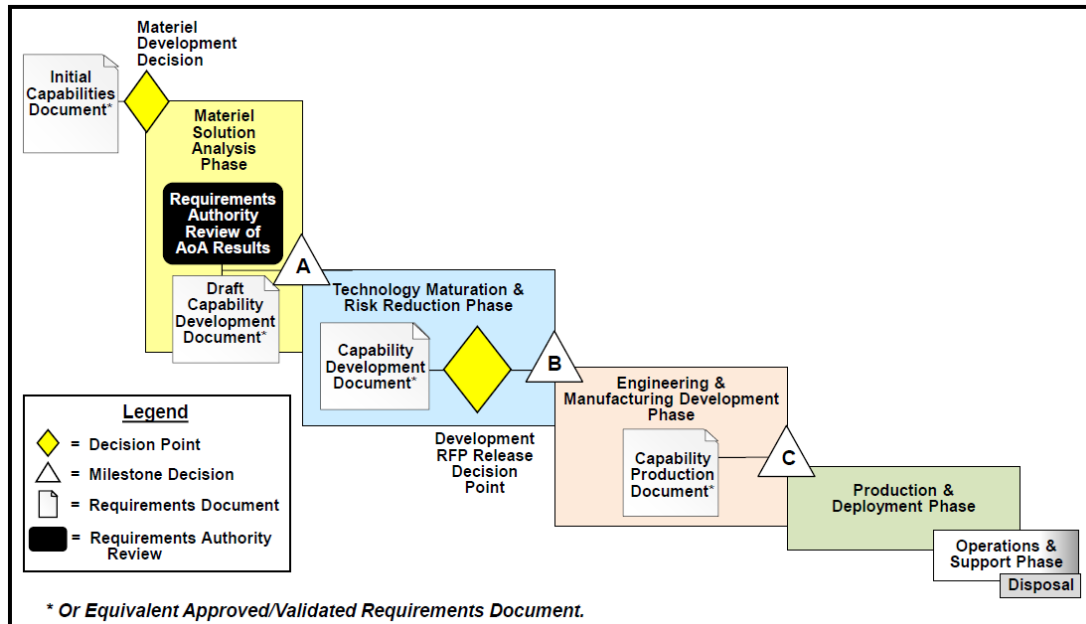 Materiel
Development
Decision
Initial
Capabilities
Document*
Materiel
Solution
Analysis
Phase
Requirements
Authority
Review of
AoA Results
A
Draft
Capability
Development
Document*
Technology Maturation &
Risk Reduction Phase
Capability
Development
Document*
B
Development
RFP Release
Decision
Point
Engineering &
Manufacturing Development
Phase
Capability
Production
Document*
C
Production &
Deployment Phase
Operations &
Support Phase
Disposal
Legend
= Decision Point
= Milestone Decision
= Requirements Document
= Requirements Authority
Review
* Or Equivalent Approved/Validated Requirements Document.